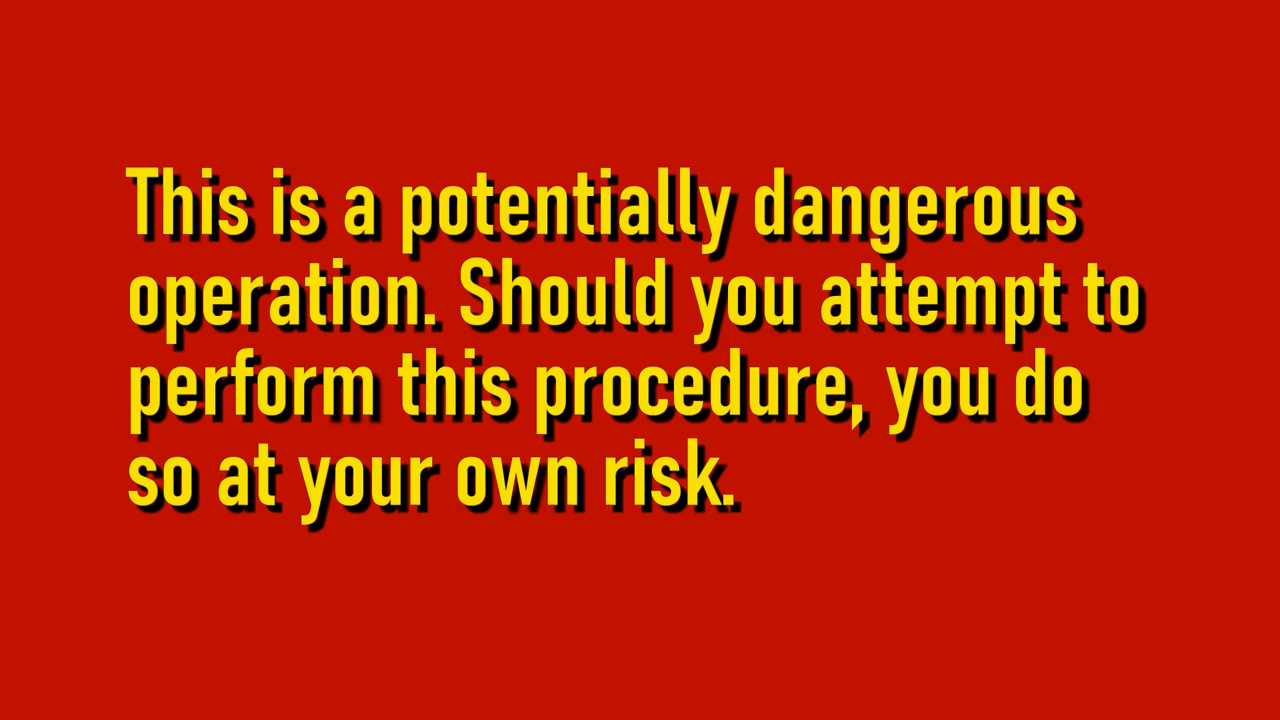 This is a potentially dangerous
operation. Should you attempt to
perform this procedure, you do
so at your own risk.